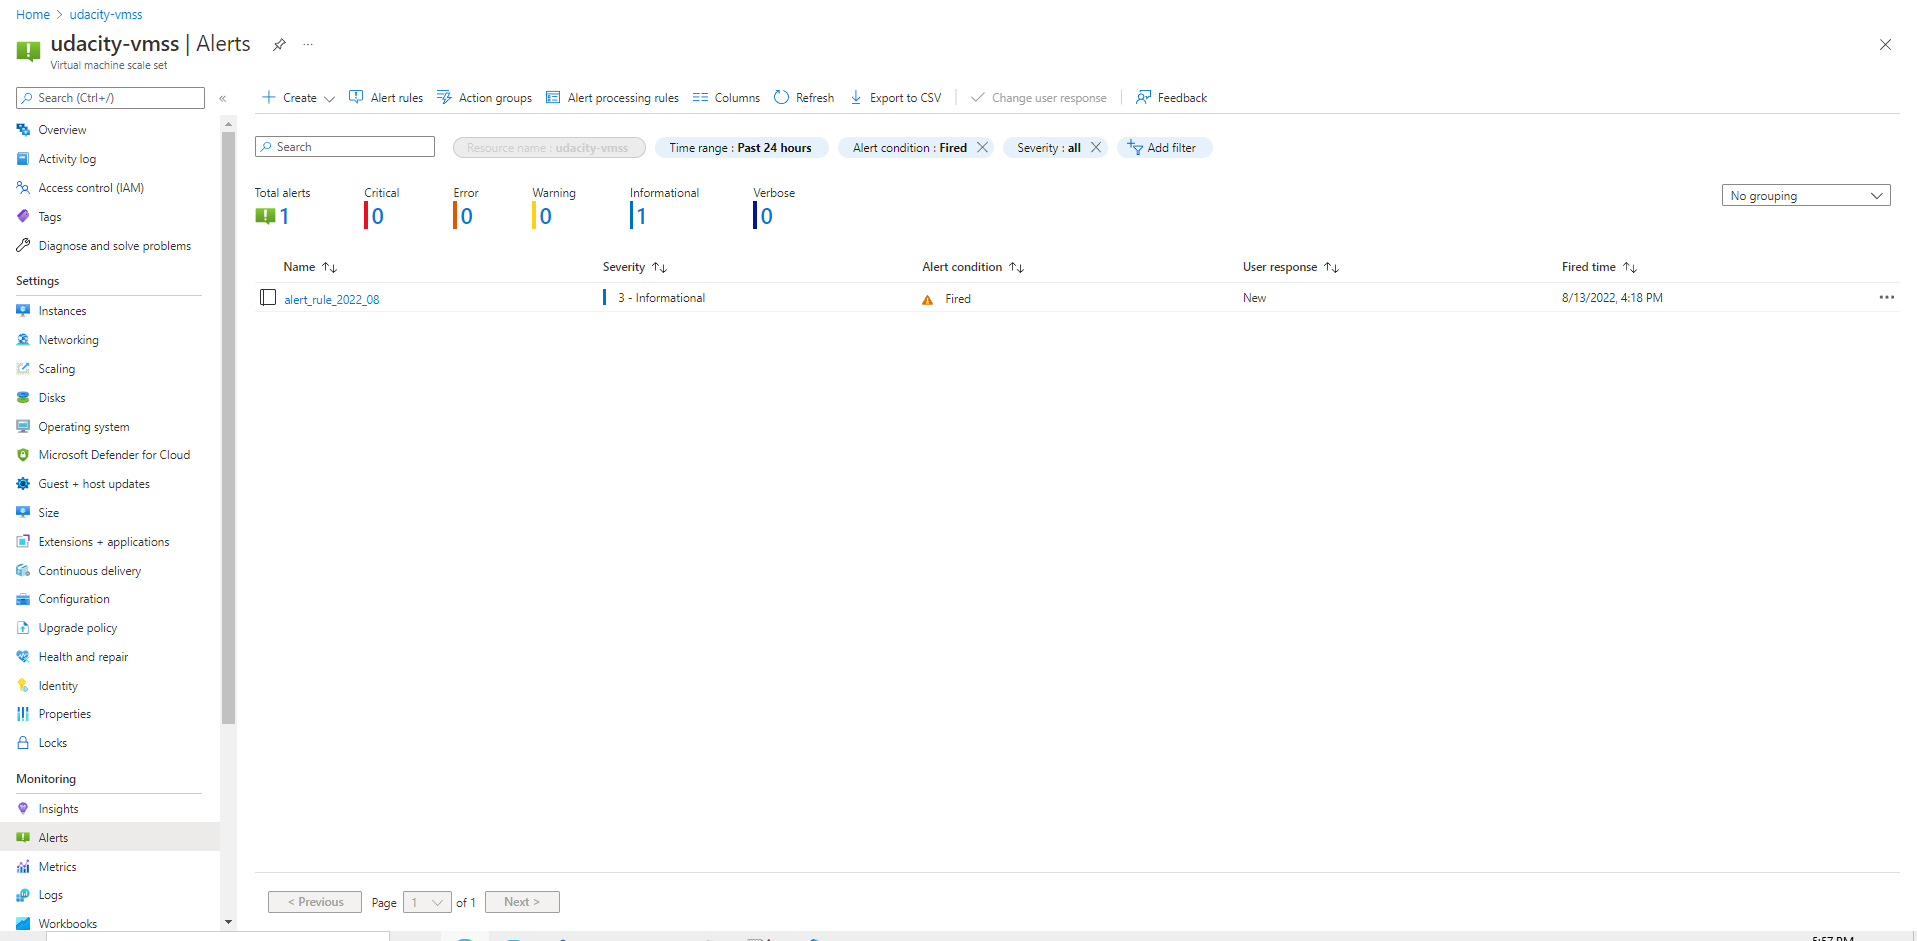 Home > udacity-vmss
udacity-vmss | Alerts ...
Virtual machine scale set
Search (Ctrl+/) «
Overview
Activity log
Access control (IAM)
Tags
Diagnose and solve problems
Settings
Instances
Networking
Scaling
Disks
Operating system
Microsoft Defender for Cloud
Guest + host updates
Size
Extensions + applications
Continuous delivery
Configuration
Upgrade policy
Health and repair
Identity
Properties
Locks
Monitoring
Insights
Alerts
Metrics
Logs
Workbooks
Create Alert rules Action groups Alert processing rules Columns Refresh Export to CSV Change user response Feedback
Search Resource name : udacity-vmss Time range : Past 24 hours Alert condition : Fired Severity : all Add filter
Total alerts Critical Error Warning Informational Verbose
1 0 0 0 1 0
No grouping
Name Severity Alert condition User response Fired time
alert_rule_2022_08 3 - Informational Fired New 8/13/2022, 4:18 PM ...
< Previous Page 1 of 1 Next >
5:57 PM